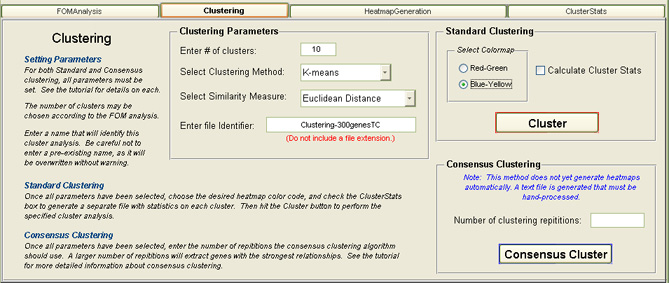 FOMAnalysis
Clustering
HeatmapGeneration
ClusterStats
Clustering
Setting Parameters
For both Standard and Consensus
clustering, all parameters must be
set. See the tutorial for details on each.
The number of clusters may be
chosen according to the FOM analysis.
Enter a name that will identify this
cluster analysis. Be careful not to
enter a pre-existing name, as it will
be overwritten without warning.
Standard Clustering
Once all parameters have been selected, choose the desired heatmap color code, and check the ClusterStats
box to generate a separate file with statistics on each cluster. Then hit the Cluster button to perform the
specified cluster analysis.
Consensus Clustering
Once all parameters have been selected, enter the number of repititions the consensus clustering algorithm
should use. A larger number of repititions will extract genes with the strongest relationships. See the tutorial
for more detailed information about consensus clustering.
Clustering Parameters
Enter # of clusters: 10
Select Clustering Method: K-means
Select Similarity Measure: Euclidean Distance
Enter file Identifier: Clustering-300genesTC
(Do not include a file extension.)
Standard Clustering
Select Colormap
Red-Green
Blue-Yellow
Calculate Cluster Stats
Cluster
Consensus Clustering
Note: This method does not yet generate heatmaps
automatically. A text file is generated that must be
hand-processed.
Number of clustering repititions:
Consensus Cluster